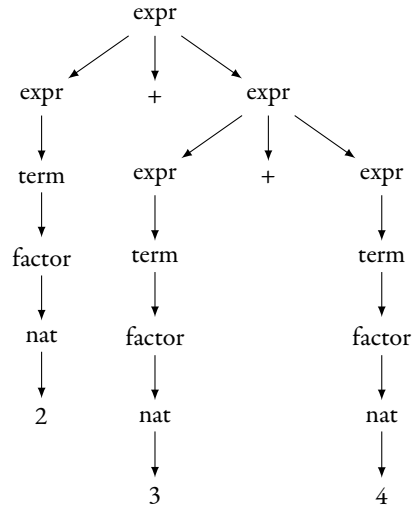 expr
expr + expr
term expr + expr
factor term term
nat factor factor
2 nat nat
3 4